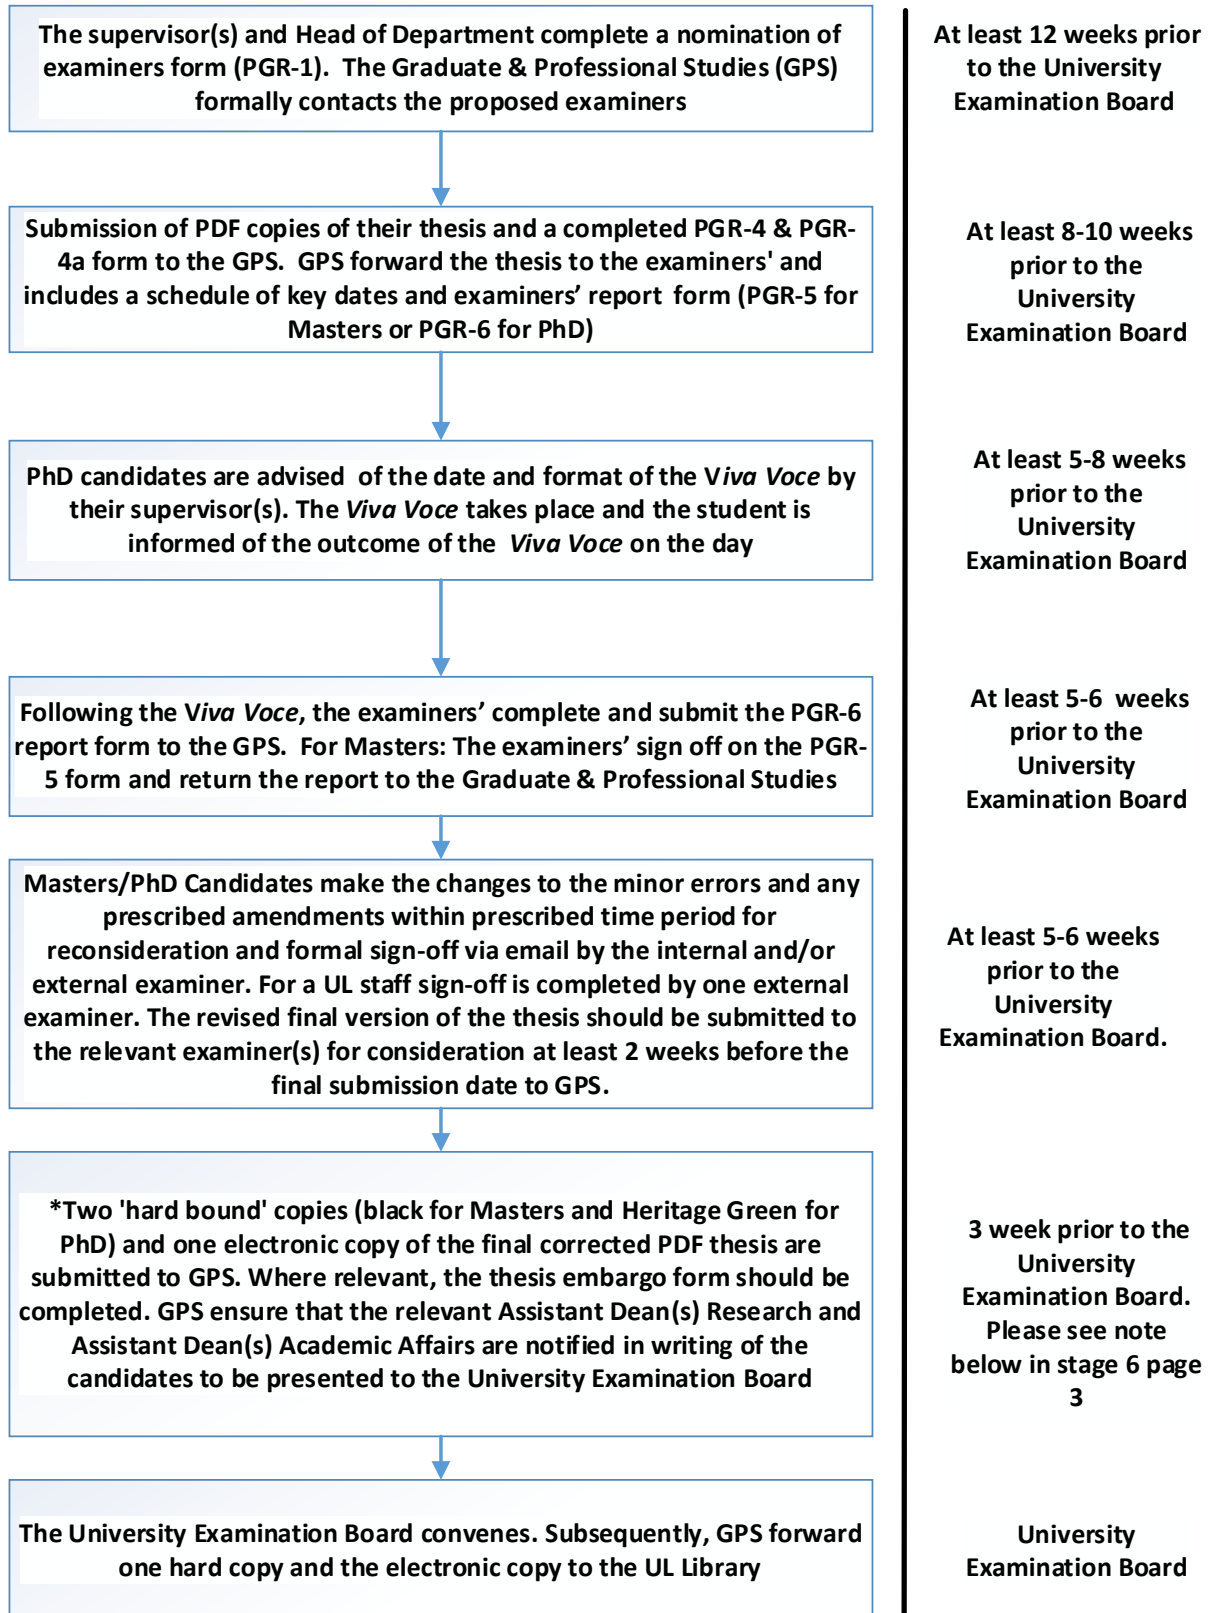 The supervisor(s) and Head of Department complete a nomination of
examiners form (PGR-1).  The Graduate & Professional Studies (GPS)
formally contacts the proposed examiners
At least 12 weeks prior
to the University
Examination Board
Submission of PDF copies of their thesis and a completed PGR-4 & PGR-
4a form to the GPS.  GPS forward the thesis to the examiners' and
includes a schedule of key dates and examiners’ report  form (PGR-5 for
Masters or PGR-6 for PhD)
At least 8-10 weeks
prior to the
University
Examination Board
PhD candidates are advised  of the date and format of the Viva Voce by
their supervisor(s). The Viva Voce takes place and the student is
informed of the outcome of the  Viva Voce on the day
At least 5-8 weeks
prior to the
University
Examination Board
Following the Viva Voce, the examiners’ complete and submit the PGR-6
report form to the GPS.  For Masters: The examiners’ sign off on the PGR-
5 form and return the report to the Graduate & Professional Studies
At least 5-6  weeks
prior to the
University
Examination Board
Masters/PhD Candidates make the changes to the minor errors and any
prescribed amendments within prescribed time period for
reconsideration and formal sign-off via email by the internal and/or
external examiner. For a UL staff sign-off is completed by one external
examiner. The revised final version of the thesis should be submitted to
the relevant examiner(s) for consideration at least 2 weeks before the
final submission date to GPS.
At least 5-6 weeks
prior to the
University
Examination Board.
*Two 'hard bound' copies (black for Masters and Heritage Green for
PhD) and one electronic copy of the final corrected PDF thesis are
submitted to GPS. Where relevant, the thesis embargo form should be
completed. GPS ensure that the relevant Assistant Dean(s) Research and
Assistant Dean(s) Academic Affairs are notified in writing of the
candidates to be presented to the University Examination Board
3 week prior to the
University
Examination Board.
Please see note
below in stage 6 page
3
The University Examination Board convenes. Subsequently, GPS forward
one hard copy and the electronic copy to the UL Library
University
Examination Board